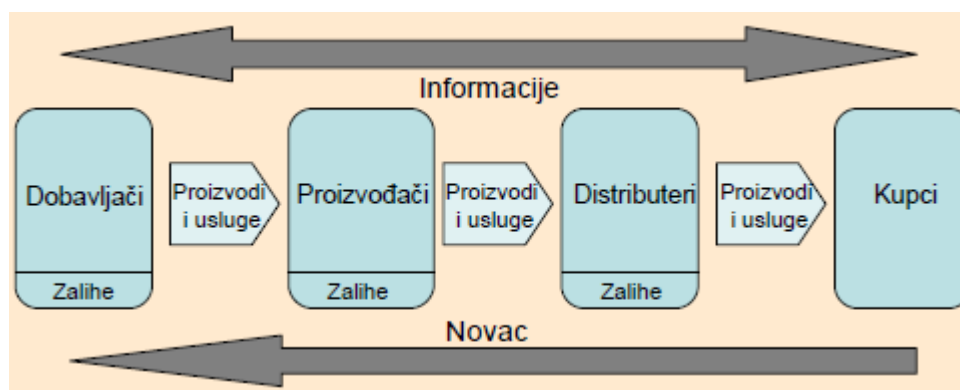 Informacije
Dobavljači
Proizvodi
i usluge
Proizvođači
Proizvodi
i usluge
Distributeri
Proizvodi
i usluge
Kupci
Zalihe
Zalihe
Zalihe
Novac